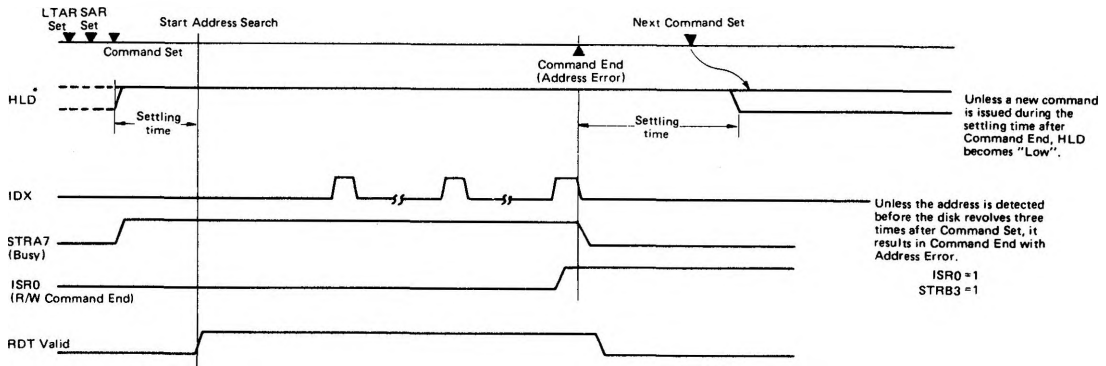 LTAR SAR
Set Set
Start Address Search
Next Command Set
Command Set
Command End
(Address Error)
HLD*
Settling
time
Settling
time
Unless a new command
is issued during the
settling time after
Command End, HLD
becomes "Low".
IDX
Unless the address is detected
before the disk revolves three
times after Command Set, it
results in Command End with
Address Error.
ISR0 = 1
STRB3 = 1
STRA7
(Busy)
ISR0
(R/W Command End)
RDT Valid